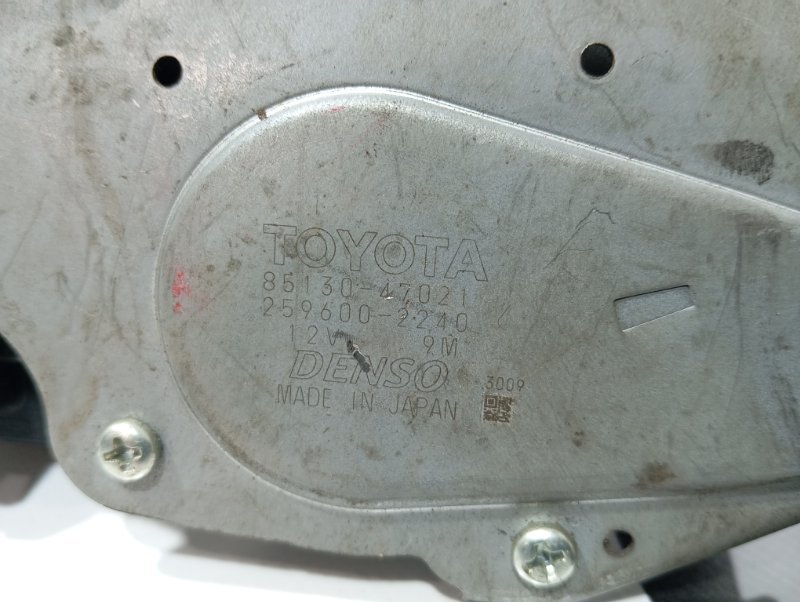 TOYOTA
85130-47021
259600-2240
12V 9M
DENSO
3009
MADE IN JAPAN